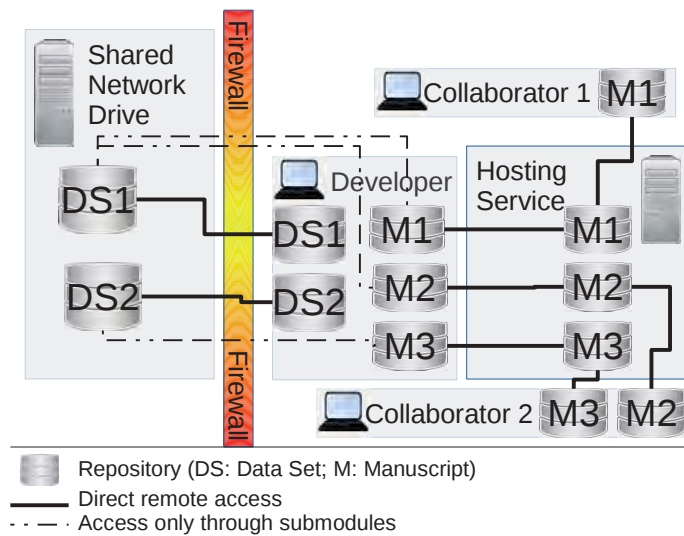 Shared
Network
Drive
Firewall
Collaborator 1
M1
Developer
Hosting
Service
DS1
DS1
M1
M1
DS2
DS2
M2
M2
M3
M3
Firewall
Collaborator 2
M3
M2
Repository (DS: Data Set; M: Manuscript)
Direct remote access
Access only through submodules